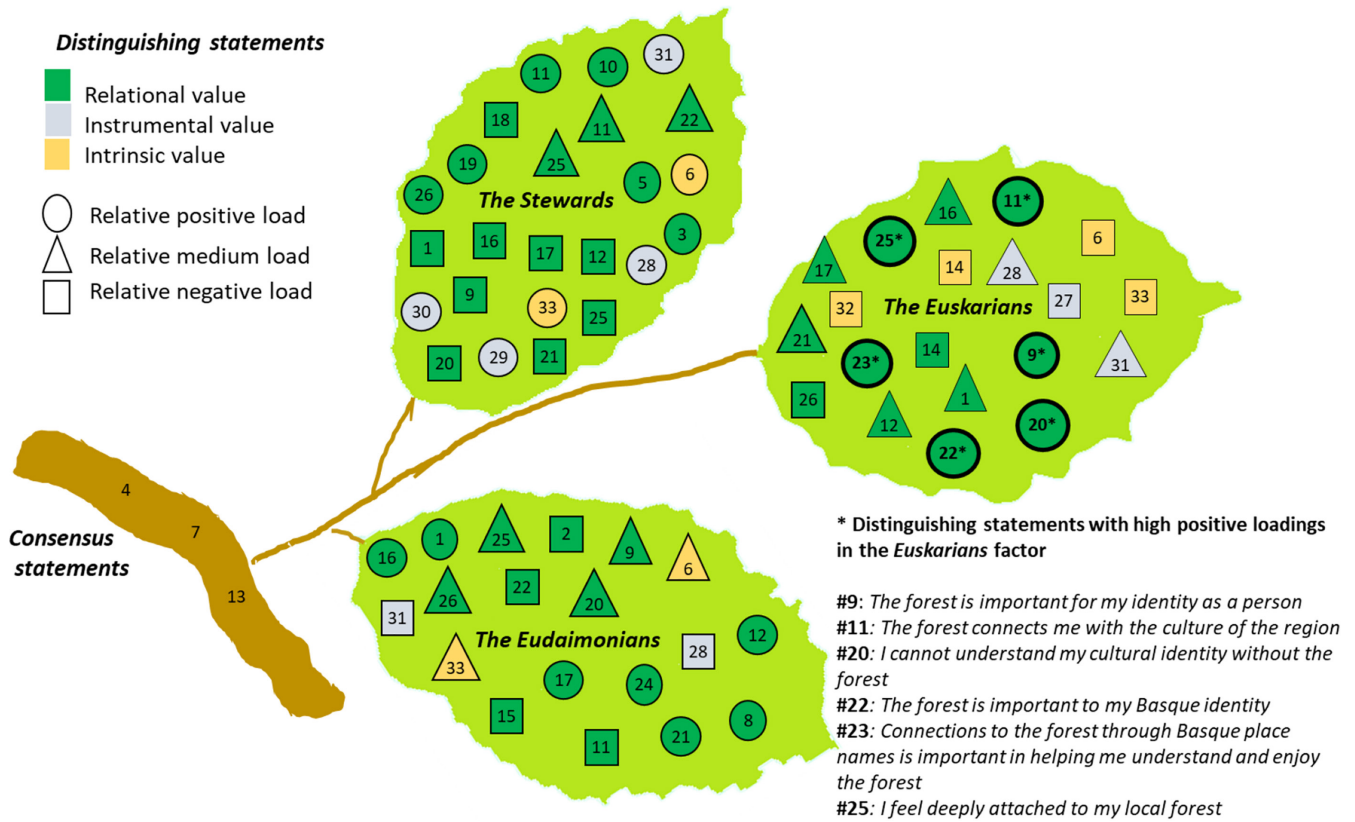 Distinguishing statements
Relational value
Instrumental value
Intrinsic value
Relative positive load
Relative medium load
Relative negative load
31
11
10
18
11
22
25
19
6
5
26
The Stewards
3
1
16
17
12
28
9
30
33
25
20
29
21
16
11*
25*
6
17
14
28
32
The Euskarians
27
33
21
23*
14
9*
31
26
12
1
20*
22*
4
7
13
Consensus
statements
16
1
25
2
9
6
26
22
20
31
The Eudaimonians
28
12
33
17
24
15
8
11
21
* Distinguishing statements with high positive loadings
in the Euskarians factor
#9: The forest is important for my identity as a person
#11: The forest connects me with the culture of the region
#20: I cannot understand my cultural identity without the
forest
#22: The forest is important to my Basque identity
#23: Connections to the forest through Basque place
names is important in helping me understand and enjoy
the forest
#25: I feel deeply attached to my local forest